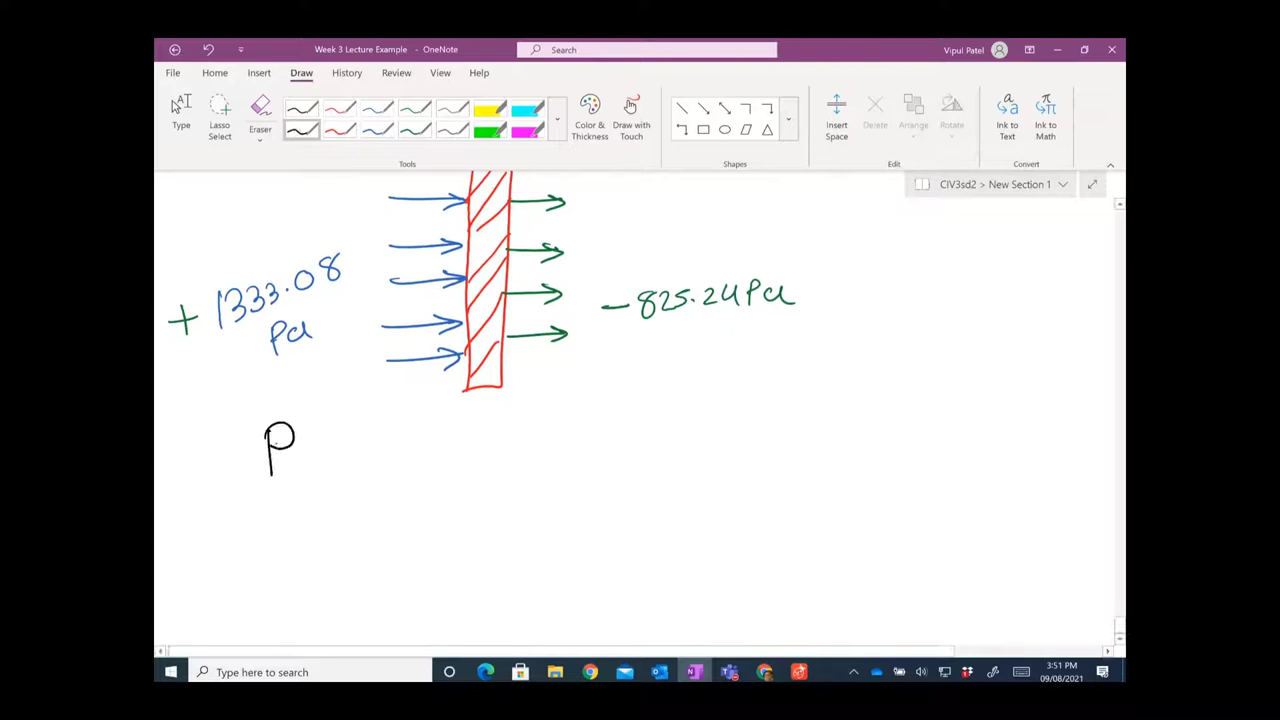 Week 3 Lecture Example - OneNote
Search
Vipul Patel
File Home Insert Draw History Review View Help
Type
Lasso Select
Eraser
Color & Thickness
Draw with Touch
Insert Space
Delete
Arrange
Rotate
Ink to Text
Ink to Math
Tools
Shapes
Edit
Convert
CIV3sd2 > New Section 1
+ 1333.08
Pa
- 825.24 Pa
P
Type here to search
3:51 PM
09/08/2021